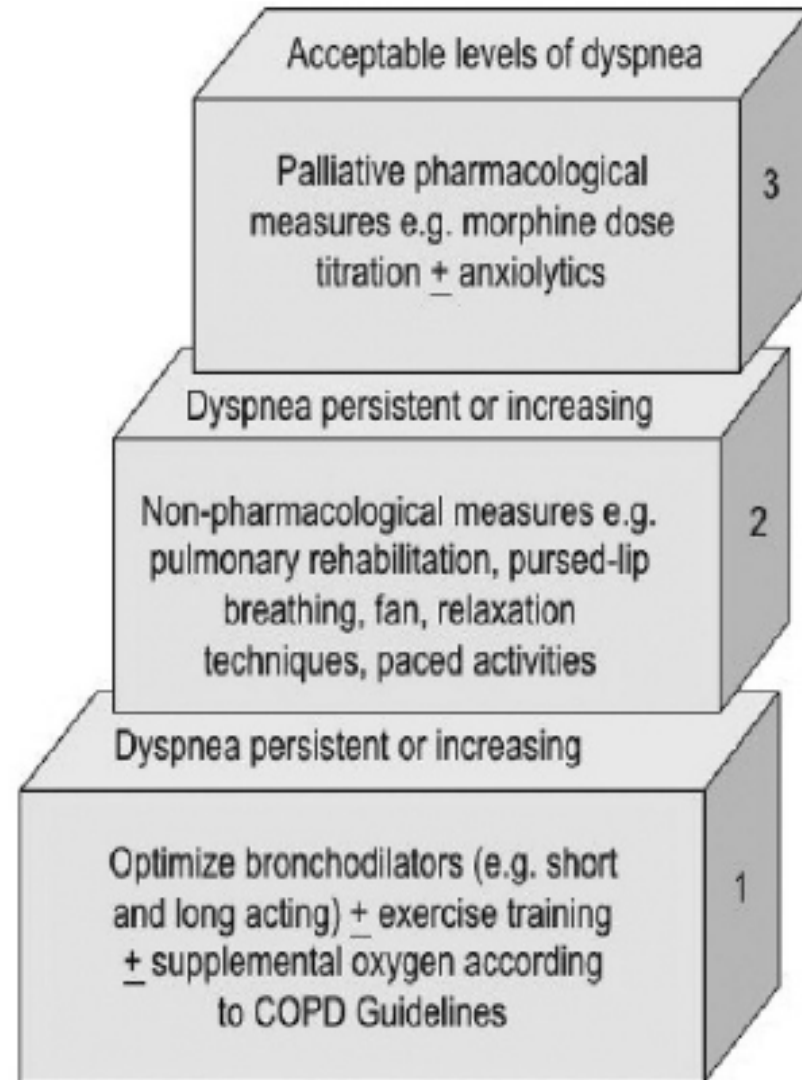 Acceptable levels of dyspnea
Palliative pharmacological
measures e.g. morphine dose
titration ± anxiolytics
3
Dyspnea persistent or increasing
Non-pharmacological measures e.g.
pulmonary rehabilitation, pursed-lip
breathing, fan, relaxation
techniques, paced activities
2
Dyspnea persistent or increasing
Optimize bronchodilators (e.g. short
and long acting) ± exercise training
± supplemental oxygen according
to COPD Guidelines
1